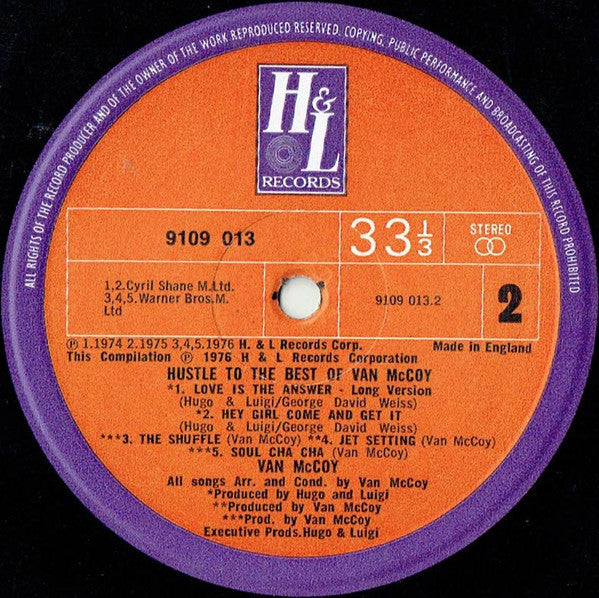 ALL RIGHTS OF THE RECORD PRODUCER AND OF THE OWNER OF THE WORK REPRODUCED RESERVED. COPYING, PUBLIC PERFORMANCE AND BROADCASTING OF THIS RECORD PROHIBITED
H&L
RECORDS
9109 013
33 1/3
STEREO
1,2.Cyril Shane M.Ltd.
3,4,5.Warner Bros.M.
Ltd
9109 013.2
2
℗ 1.1974 2.1975 3,4,5.1976 H. & L Records Corp. Made in England
This Compilation ℗ 1976 H & L Records Corporation
HUSTLE TO THE BEST OF VAN McCOY
*1. LOVE IS THE ANSWER - Long Version
(Hugo & Luigi/George David Weiss)
*2. HEY GIRL COME AND GET IT
(Hugo & Luigi/George David Weiss)
***3. THE SHUFFLE (Van McCoy) **4. JET SETTING (Van McCoy)
***5. SOUL CHA CHA (Van McCoy)
VAN McCOY
All songs Arr. and Cond. by Van McCoy
*Produced by Hugo and Luigi
**Produced by Van McCoy
***Prod. by Van McCoy
Executive Prods.Hugo & Luigi